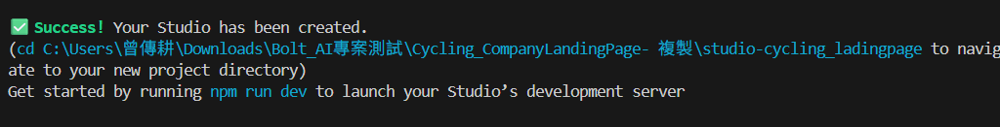 ✅ Success! Your Studio has been created.
(cd C:\Users\曾傳耕\Downloads\Bolt_AI專案測試\Cycling_CompanyLandingPage- 複製\studio-cycling_ladingpage to navig
ate to your new project directory)
Get started by running npm run dev to launch your Studio’s development server